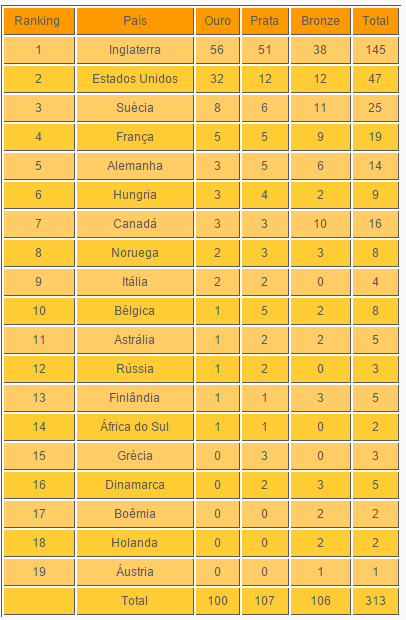 Ranking País Ouro Prata Bronze Total
1 Inglaterra 56 51 38 145
2 Estados Unidos 32 12 12 47
3 Suécia 8 6 11 25
4 França 5 5 9 19
5 Alemanha 3 5 6 14
6 Hungria 3 4 2 9
7 Canadá 3 3 10 16
8 Noruega 2 3 3 8
9 Itália 2 2 0 4
10 Bélgica 1 5 2 8
11 Astrália 1 2 2 5
12 Rússia 1 2 0 3
13 Finlândia 1 1 3 5
14 África do Sul 1 1 0 2
15 Grécia 0 3 0 3
16 Dinamarca 0 2 3 5
17 Boêmia 0 0 2 2
18 Holanda 0 0 2 2
19 Áustria 0 0 1 1
Total 100 107 106 313